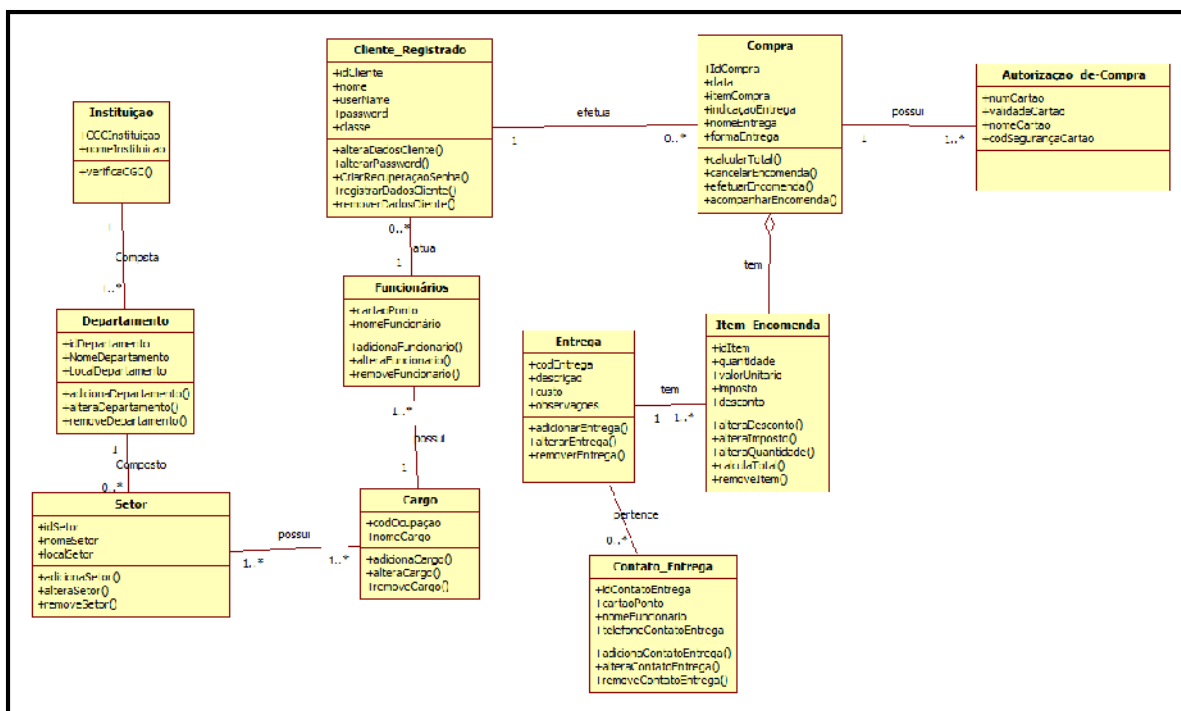 Cliente_Registrado
+idCliente
+nome
+userName
+password
+classe
+alteraDadosCliente()
+alterarPassword()
+CriarRecuperaçaoSenha()
+registrarDadosCliente()
+removerDadosCliente()
efetua
1
0..*
Compra
+IdCompra
+data
+itemCompra
+indicaçaoEntrega
+nomeEntrega
+formaEntrega
+calcularTotal()
+cancelarEncomenda()
+efetuarEncomenda()
+acompanharEncomenda()
possui
1
1..*
Autorizaçao_de-Compra
+numCartao
+validadeCartao
+nomeCartao
+codSegurançaCartao
Instituiçao
+CGCInstituiçao
+nomeInstituicao
+verificaCGC()
1
Composta
1..*
Departamento
+idDepartamento
+NomeDepartamento
+LocalDepartamento
+adicionaDepartamento()
+alteraDepartamento()
+removeDepartamento()
1
Composto
0..*
Setor
+idSetor
+nomeSetor
+localSetor
+adicionaSetor()
+alteraSetor()
+removeSetor()
possui
1..*
1..*
0..*
atua
1
Funcionários
+cartaoPonto
+nomeFuncionário
+adicionaFuncionario()
+alteraFuncionario()
+removeFuncionario()
1..*
possui
1
Cargo
+codOcupaçao
+nomeCargo
+adicionaCargo()
+alteraCargo()
+removeCargo()
tem
Item_Encomenda
+idItem
+quantidade
+valorUnitario
+imposto
+desconto
+alteraDesconto()
+alteraImposto()
+alteraQuantidade()
+calculaTotal()
+removeItem()
tem
1
1..*
Entrega
+codEntrega
+descriçao
+custo
+observaçoes
+adicionarEntrega()
+alterarEntrega()
+removerEntrega()
pertence
0..*
Contato_Entrega
+idContatoEntrega
+cartaoPonto
+nomeFuncionario
+telefoneContatoEntrega
+adicionaContatoEntrega()
+alteraContatoEntrega()
+removeContatoEntrega()